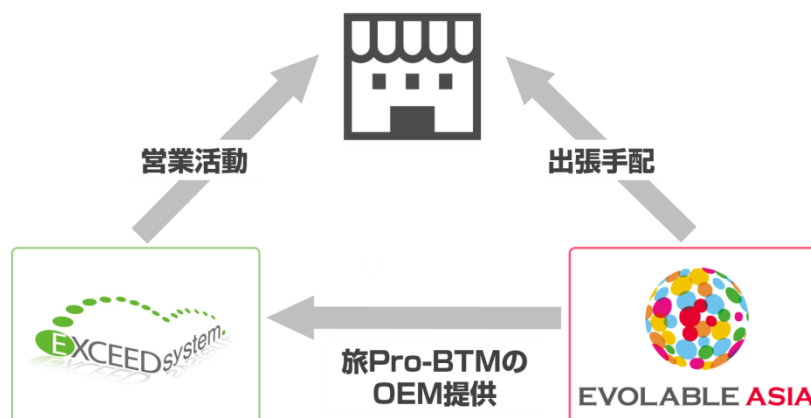 営業活動
出張手配
EXCEEDsystem.
旅Pro-BTMの
OEM提供
EVOLABLE ASIA